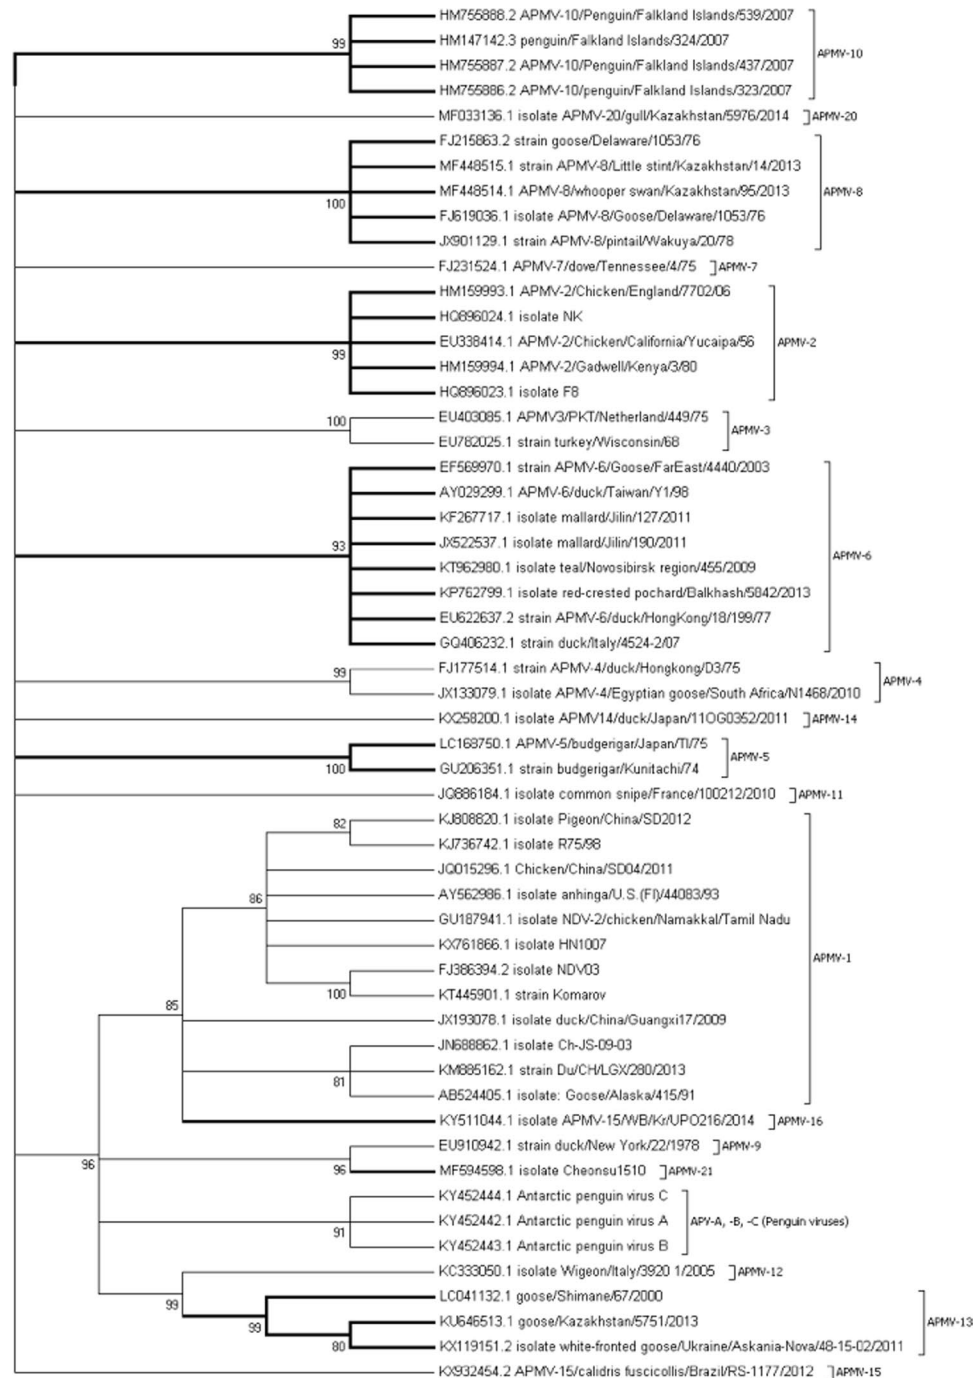 HM755888.2 APMV-10/Penguin/Falkland Islands/539/2007
99
HM147142.3 penguin/Falkland Islands/324/2007
APMV-10
HM755887.2 APMV-10/Penguin/Falkland Islands/437/2007
HM755886.2 APMV-10/penguin/Falkland Islands/323/2007
MF033136.1 isolate APMV-20/gull/Kazakhstan/5976/2014
APMV-20
FJ215863.2 strain goose/Delaware/1053/76
MF448515.1 strain APMV-8/Little stint/Kazakhstan/14/2013
MF448514.1 APMV-8/whooper swan/Kazakhstan/95/2013
APMV-8
100
FJ619036.1 isolate APMV-8/Goose/Delaware/1053/76
JX901129.1 strain APMV-8/pintail/Wakuya/20/78
FJ231524.1 APMV-7/dove/Tennessee/4/75
APMV-7
HM159993.1 APMV-2/Chicken/England/7702/06
HQ896024.1 isolate NK
EU338414.1 APMV-2/Chicken/California/Yucaipa/56
APMV-2
99
HM159994.1 APMV-2/Gadwell/Kenya/3/80
HQ896023.1 isolate F8
EU403085.1 APMV3/PKT/Netherland/449/75
100
APMV-3
EU782025.1 strain turkey/Wisconsin/68
EF569970.1 strain APMV-6/Goose/FarEast/4440/2003
AY029299.1 APMV-6/duck/Taiwan/Y1/98
KF267717.1 isolate mallard/Jilin/127/2011
93
JX522537.1 isolate mallard/Jilin/190/2011
APMV-6
KT962980.1 isolate teal/Novosibirsk region/455/2009
KP762799.1 isolate red-crested pochard/Balkhash/5842/2013
EU622637.2 strain APMV-6/duck/HongKong/18/199/77
GQ406232.1 strain duck/Italy/4524-2/07
FJ177514.1 strain APMV-4/duck/Hongkong/D3/75
99
APMV-4
JX133079.1 isolate APMV-4/Egyptian goose/South Africa/N1468/2010
KX258200.1 isolate APMV14/duck/Japan/11OG0352/2011
APMV-14
LC168750.1 APMV-5/budgerigar/Japan/TI/75
APMV-5
100
GU206351.1 strain budgerigar/Kunitachi/74
JQ886184.1 isolate common snipe/France/100212/2010
APMV-11
KJ808820.1 isolate Pigeon/China/SD2012
82
KJ736742.1 isolate R75/98
JQ015296.1 Chicken/China/SD04/2011
AY562986.1 isolate anhinga/U.S.(Fl)/44083/93
86
GU187941.1 isolate NDV-2/chicken/Namakkal/Tamil Nadu
KX761866.1 isolate HN1007
APMV-1
FJ386394.2 isolate NDV03
100
KT445901.1 strain Komarov
85
JX193078.1 isolate duck/China/Guangxi17/2009
JN688862.1 isolate Ch-JS-09-03
KM885162.1 strain Du/CH/LGX/280/2013
81
AB524405.1 isolate: Goose/Alaska/415/91
KY511044.1 isolate APMV-15/WB/Kr/UPO216/2014
APMV-16
EU910942.1 strain duck/New York/22/1978
APMV-9
96
96
MF594598.1 isolate Cheonsu1510
APMV-21
KY452444.1 Antarctic penguin virus C
KY452442.1 Antarctic penguin virus A
APV-A, -B, -C (Penguin viruses)
91
KY452443.1 Antarctic penguin virus B
KC333050.1 isolate Wigeon/Italy/3920 1/2005
APMV-12
99
LC041132.1 goose/Shimane/67/2000
99
KU646513.1 goose/Kazakhstan/5751/2013
APMV-13
80
KX119151.2 isolate white-fronted goose/Ukraine/Askania-Nova/48-15-02/2011
KX932454.2 APMV-15/calidris fuscicollis/Brazil/RS-1177/2012
APMV-15